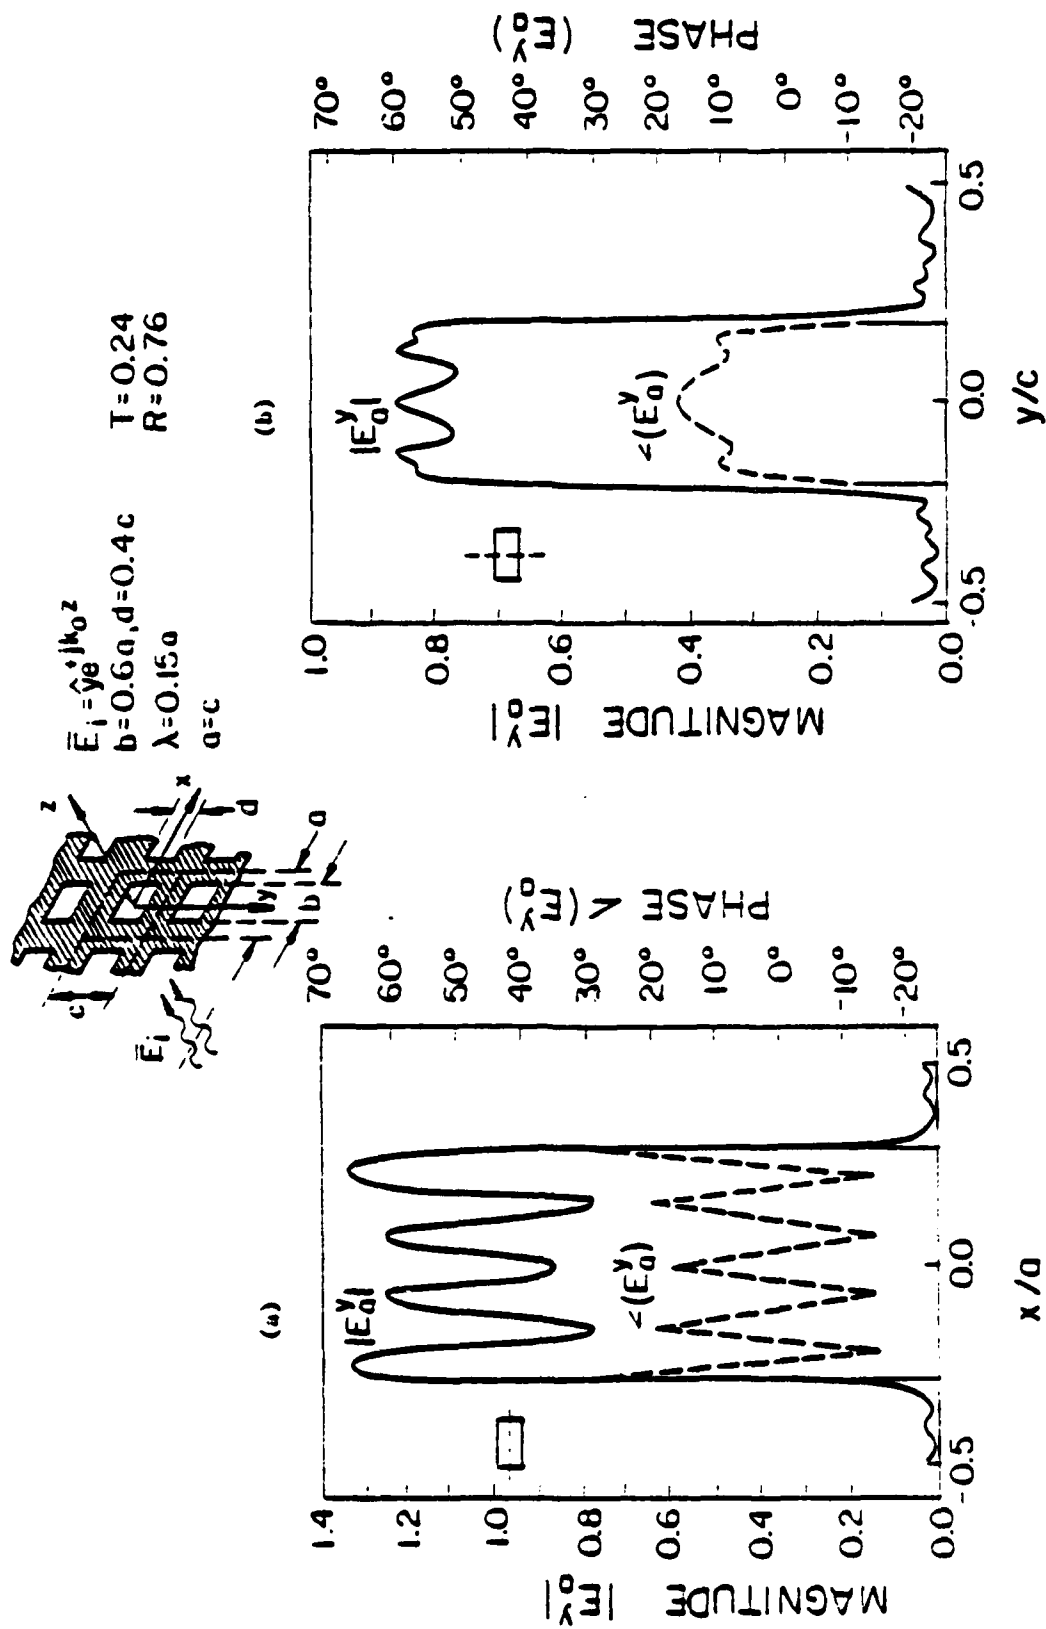 E̅i = ŷe^+jk0z
b=0.6a, d=0.4c
λ=0.15a
a=c
T=0.24
R=0.76
z
x
y
c
d
a
b
E̅i
(a)
MAGNITUDE |E^y_a|
1.4
1.2
1.0
0.8
0.6
0.4
0.2
0.0
|E^y_a|
∠(E^y_a)
-0.5
0.0
0.5
x/a
70°
60°
50°
40°
30°
20°
10°
0°
-10°
-20°
PHASE ∠(E^y_a)
(b)
MAGNITUDE |E^y_a|
1.0
0.8
0.6
0.4
0.2
0.0
|E^y_a|
∠(E^y_a)
-0.5
0.0
0.5
y/c
70°
60°
50°
40°
30°
20°
10°
0°
-10°
-20°
PHASE (E^y_a)